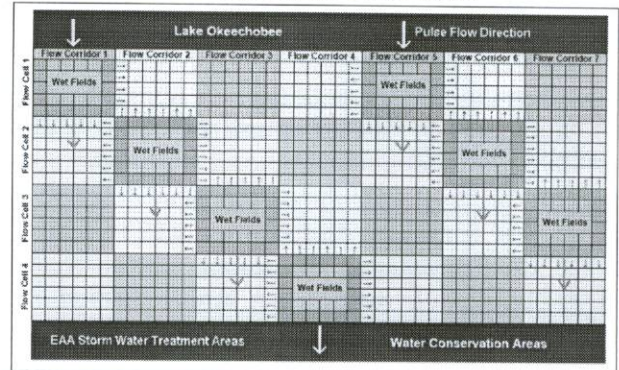 Lake Okeechobee Pulse Flow Direction
Flow Corridor 1 Flow Corridor 2 Flow Corridor 3 Flow Corridor 4 Flow Corridor 5 Flow Corridor 6 Flow Corridor 7
Flow Cell 1
Wet Fields Wet Fields
Flow Cell 2
Wet Fields Wet Fields
Flow Cell 3
Wet Fields Wet Fields
Flow Cell 4
Wet Fields
EAA Storm Water Treatment Areas Water Conservation Areas